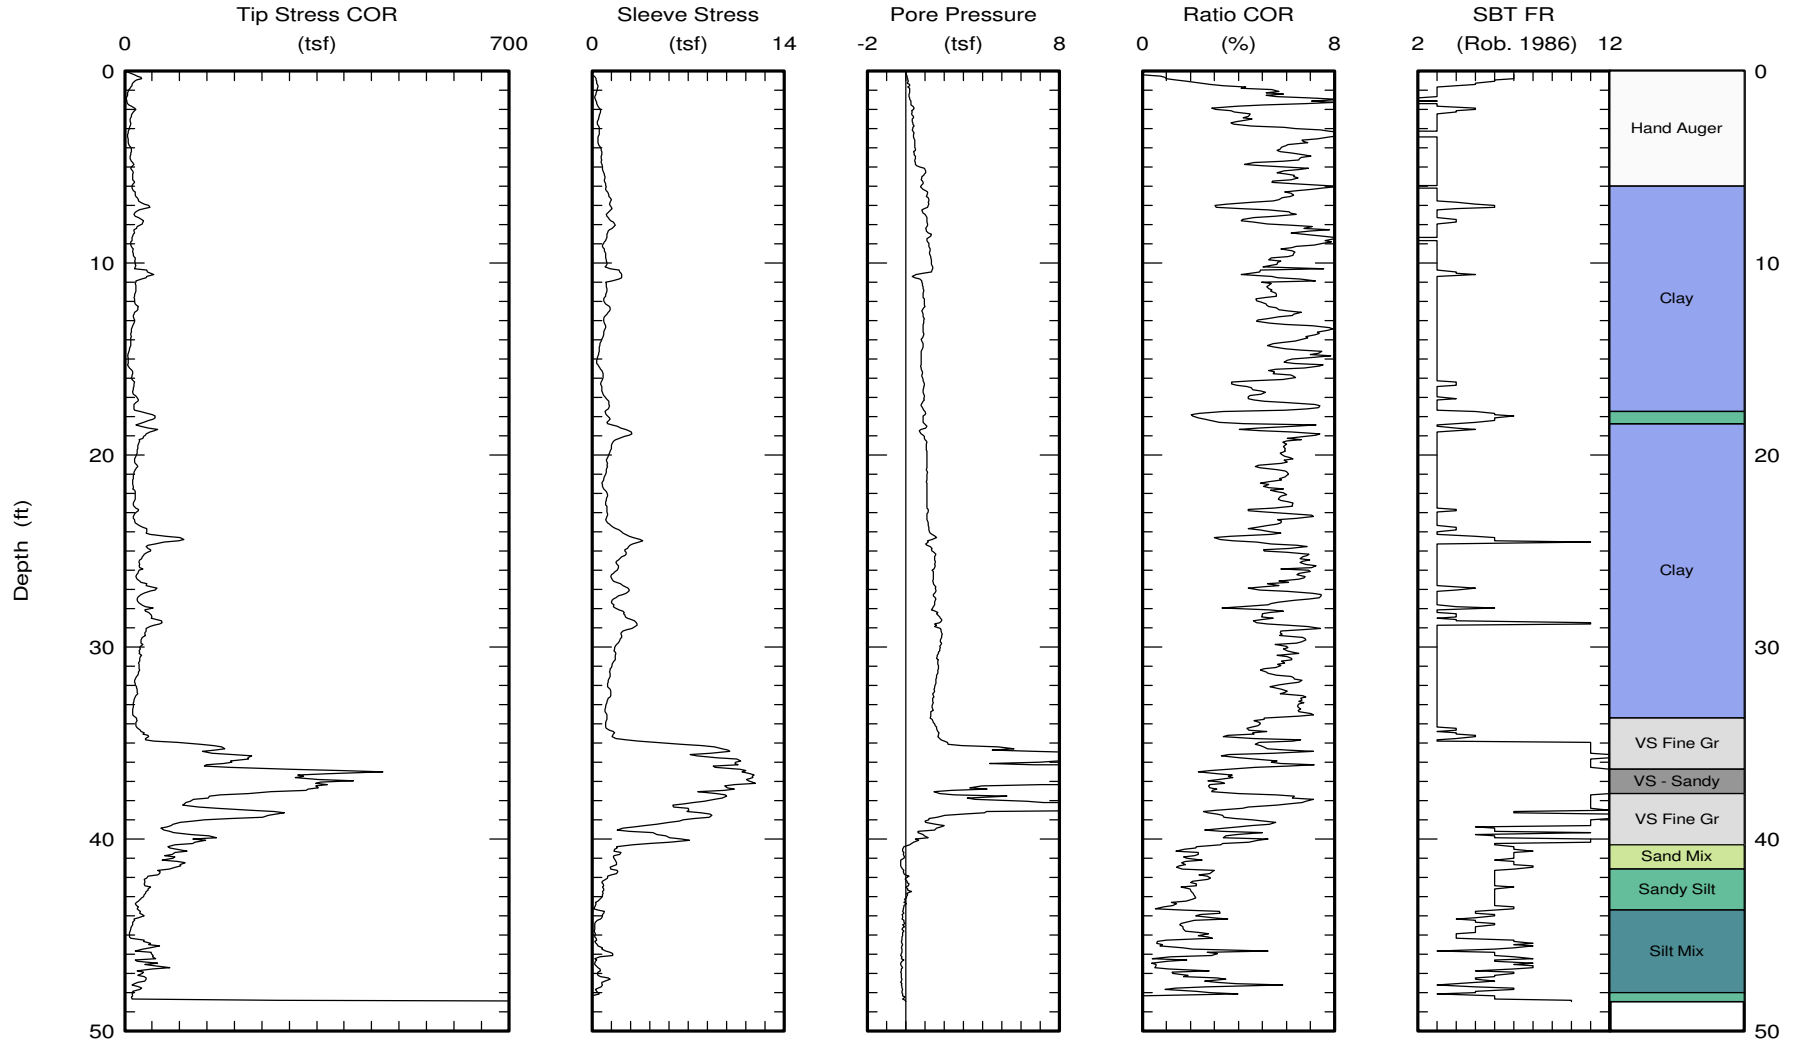 Tip Stress COR Sleeve Stress Pore Pressure Ratio COR SBT FR
0 (tsf) 700 0 (tsf) 14 -2 (tsf) 8 0 (%) 8 2 (Rob. 1986) 12
0 0
Hand Auger
10 10
Clay
20 20
Depth (ft)
Clay
30 30
VS Fine Gr
VS - Sandy
VS Fine Gr
40 40
Sand Mix
Sandy Silt
Silt Mix
50 50